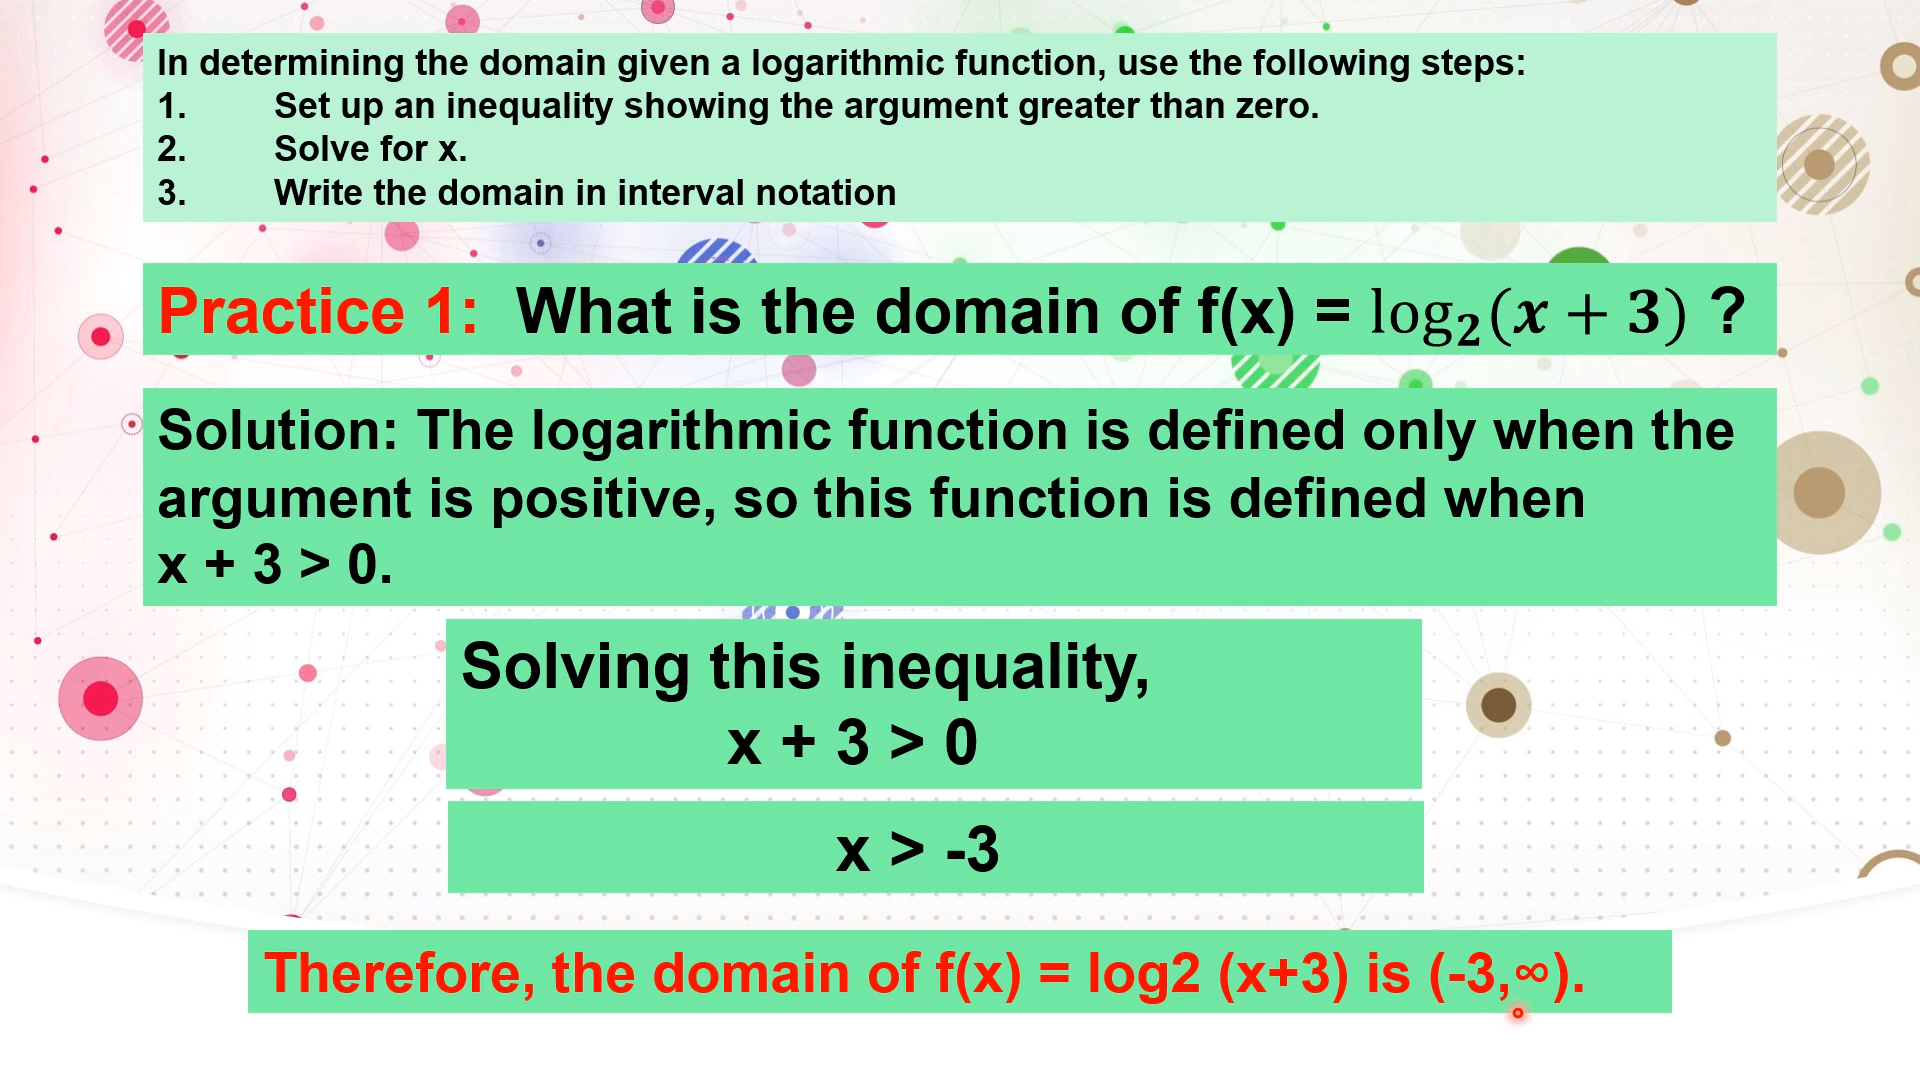 In determining the domain given a logarithmic function, use the following steps:
1. Set up an inequality showing the argument greater than zero.
2. Solve for x.
3. Write the domain in interval notation
Practice 1: What is the domain of f(x) = log₂(x + 3) ?
Solution: The logarithmic function is defined only when the
argument is positive, so this function is defined when
x + 3 > 0.
Solving this inequality,
x + 3 > 0
x > -3
Therefore, the domain of f(x) = log2 (x+3) is (-3,∞).